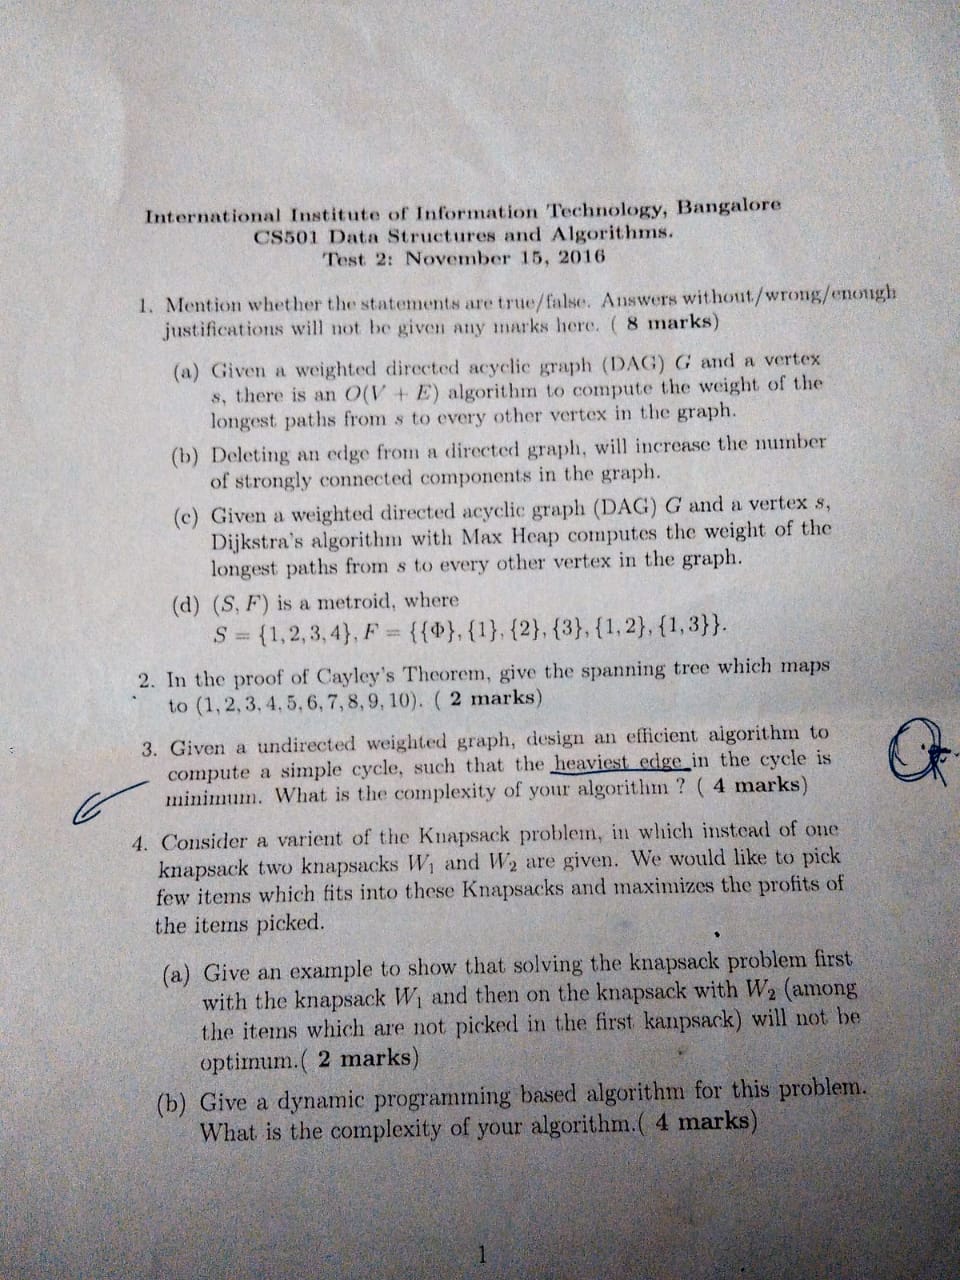 International Institute of Information Technology, Bangalore
CS501 Data Structures and Algorithms.
Test 2: November 15, 2016
1. Mention whether the statements are true/false. Answers without/wrong/enough
justifications will not be given any marks here. ( 8 marks)
(a) Given a weighted directed acyclic graph (DAG) G and a vertex
s, there is an O(V + E) algorithm to compute the weight of the
longest paths from s to every other vertex in the graph.
(b) Deleting an edge from a directed graph, will increase the number
of strongly connected components in the graph.
(c) Given a weighted directed acyclic graph (DAG) G and a vertex s,
Dijkstra's algorithm with Max Heap computes the weight of the
longest paths from s to every other vertex in the graph.
(d) (S, F) is a metroid, where
S = {1, 2, 3, 4}, F = {{Φ}, {1}, {2}, {3}, {1, 2}, {1, 3}}.
2. In the proof of Cayley's Theorem, give the spanning tree which maps
to (1, 2, 3, 4, 5, 6, 7, 8, 9, 10). ( 2 marks)
3. Given a undirected weighted graph, design an efficient algorithm to
compute a simple cycle, such that the heaviest edge in the cycle is
minimum. What is the complexity of your algorithm ? ( 4 marks)
4. Consider a varient of the Knapsack problem, in which instead of one
knapsack two knapsacks W₁ and W₂ are given. We would like to pick
few items which fits into these Knapsacks and maximizes the profits of
the items picked.
(a) Give an example to show that solving the knapsack problem first
with the knapsack W₁ and then on the knapsack with W₂ (among
the items which are not picked in the first kanpsack) will not be
optimum.( 2 marks)
(b) Give a dynamic programming based algorithm for this problem.
What is the complexity of your algorithm.( 4 marks)
1